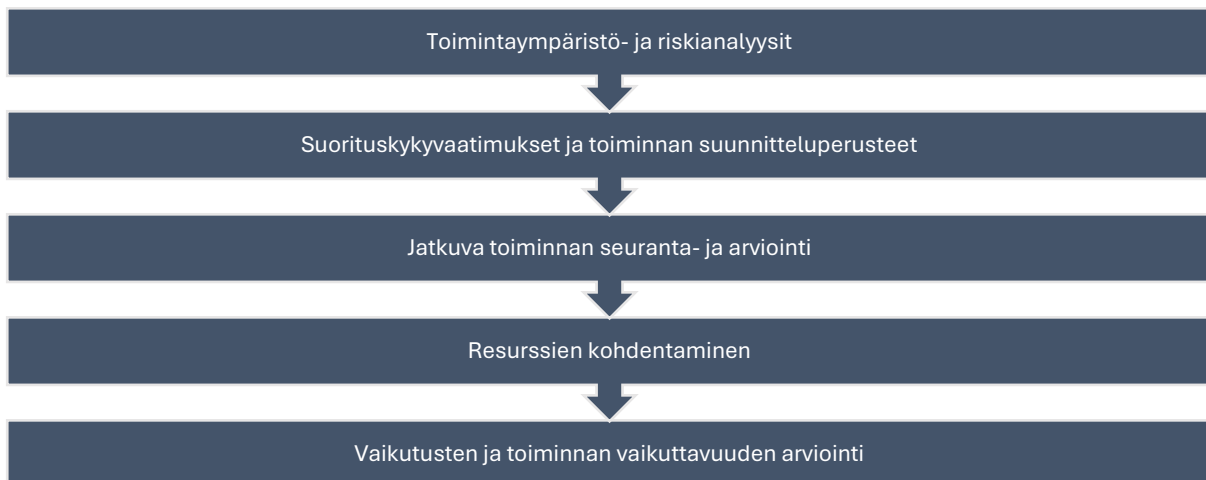 Toimintaympäristö- ja riskianalyysit
Suorituskykyvaatimukset ja toiminnan suunnitteluperusteet
Jatkuva toiminnan seuranta- ja arviointi
Resurssien kohdentaminen
Vaikutusten ja toiminnan vaikuttavuuden arviointi